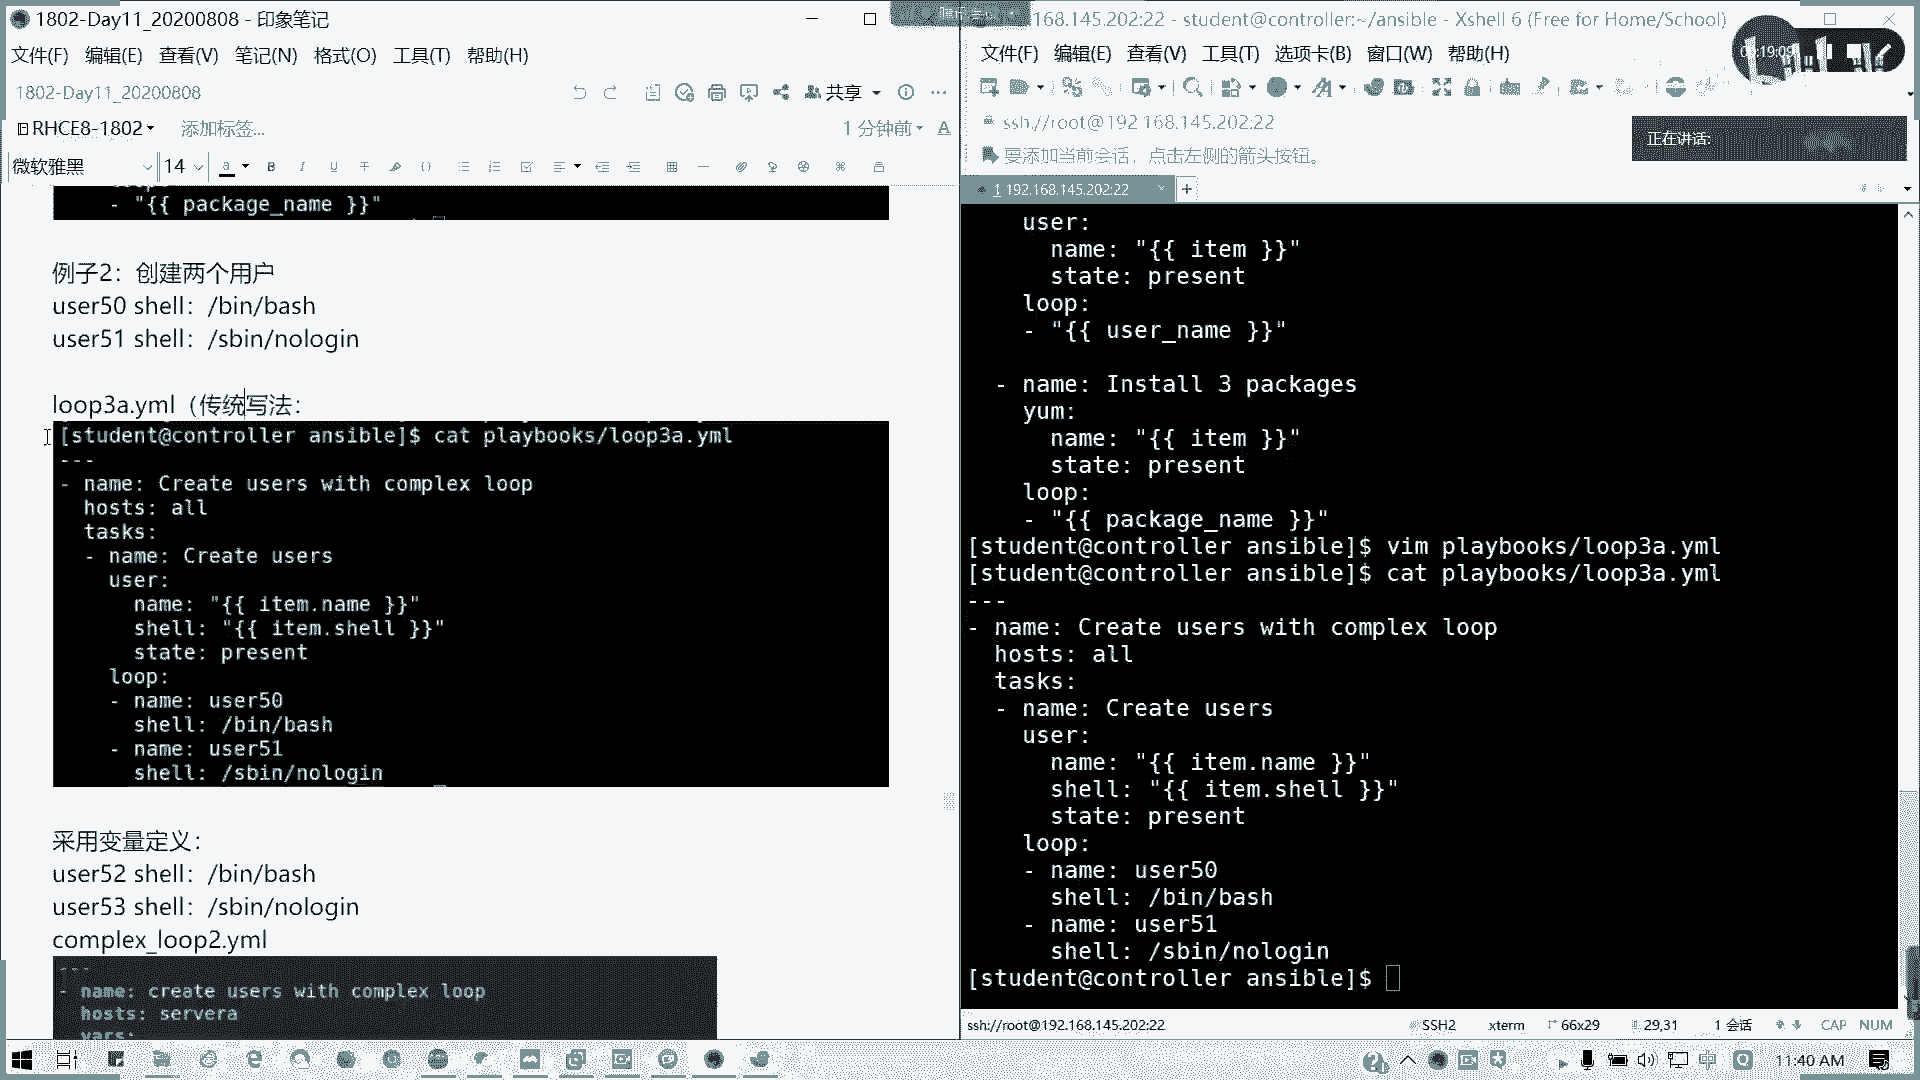 1802-Day11_20200808 - 印象笔记
文件(F) 编辑(E) 查看(V) 笔记(N) 格式(O) 工具(T) 帮助(H)
1802-Day11_20200808
共享
RHCE8-1802
添加标签...
1 分钟前
微软雅黑 14
- "{{ package_name }}"
例子2：创建两个用户
user50 shell：/bin/bash
user51 shell：/sbin/nologin
loop3a.yml（传统写法：
[student@controller ansible]$ cat playbooks/loop3a.yml
---
- name: Create users with complex loop
hosts: all
tasks:
- name: Create users
user:
name: "{{ item.name }}"
shell: "{{ item.shell }}"
state: present
loop:
- name: user50
shell: /bin/bash
- name: user51
shell: /sbin/nologin
采用变量定义：
user52 shell：/bin/bash
user53 shell：/sbin/nologin
complex_loop2.yml
---
- name: create users with complex loop
hosts: servera
vars:
168.145.202:22 - student@controller:~/ansible - Xshell 6 (Free for Home/School)
文件(F) 编辑(E) 查看(V) 工具(T) 选项卡(B) 窗口(W) 帮助(H)
ssh://root@192.168.145.202:22
正在讲话:
要添加当前会话，点击左侧的箭头按钮。
1 192.168.145.202:22
user:
name: "{{ item }}"
state: present
loop:
- "{{ user_name }}"
- name: Install 3 packages
yum:
name: "{{ item }}"
state: present
loop:
- "{{ package_name }}"
[student@controller ansible]$ vim playbooks/loop3a.yml
[student@controller ansible]$ cat playbooks/loop3a.yml
---
- name: Create users with complex loop
hosts: all
tasks:
- name: Create users
user:
name: "{{ item.name }}"
shell: "{{ item.shell }}"
state: present
loop:
- name: user50
shell: /bin/bash
- name: user51
shell: /sbin/nologin
[student@controller ansible]$
ssh://root@192.168.145.202:22 SSH2 xterm 66x29 29,31 1 会话 CAP NUM
中 11:40 AM